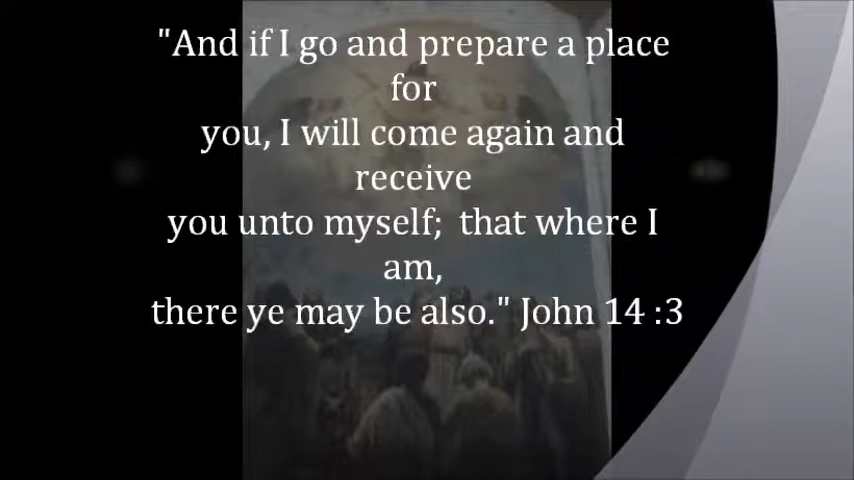 "And if I go and prepare a place
for
you, I will come again and
receive
you unto myself; that where I
am,
there ye may be also." John 14 :3